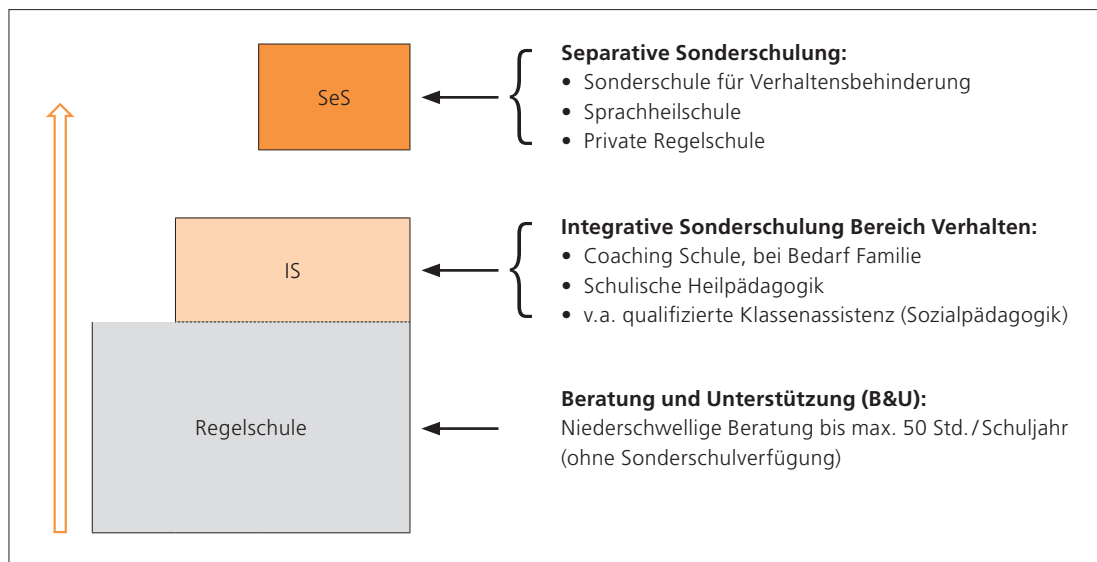 SeS
Separative Sonderschulung:
• Sonderschule für Verhaltensbehinderung
• Sprachheilschule
• Private Regelschule
IS
Integrative Sonderschulung Bereich Verhalten:
• Coaching Schule, bei Bedarf Familie
• Schulische Heilpädagogik
• v.a. qualifizierte Klassenassistenz (Sozialpädagogik)
Regelschule
Beratung und Unterstützung (B&U):
Niederschwellige Beratung bis max. 50 Std./Schuljahr
(ohne Sonderschulverfügung)